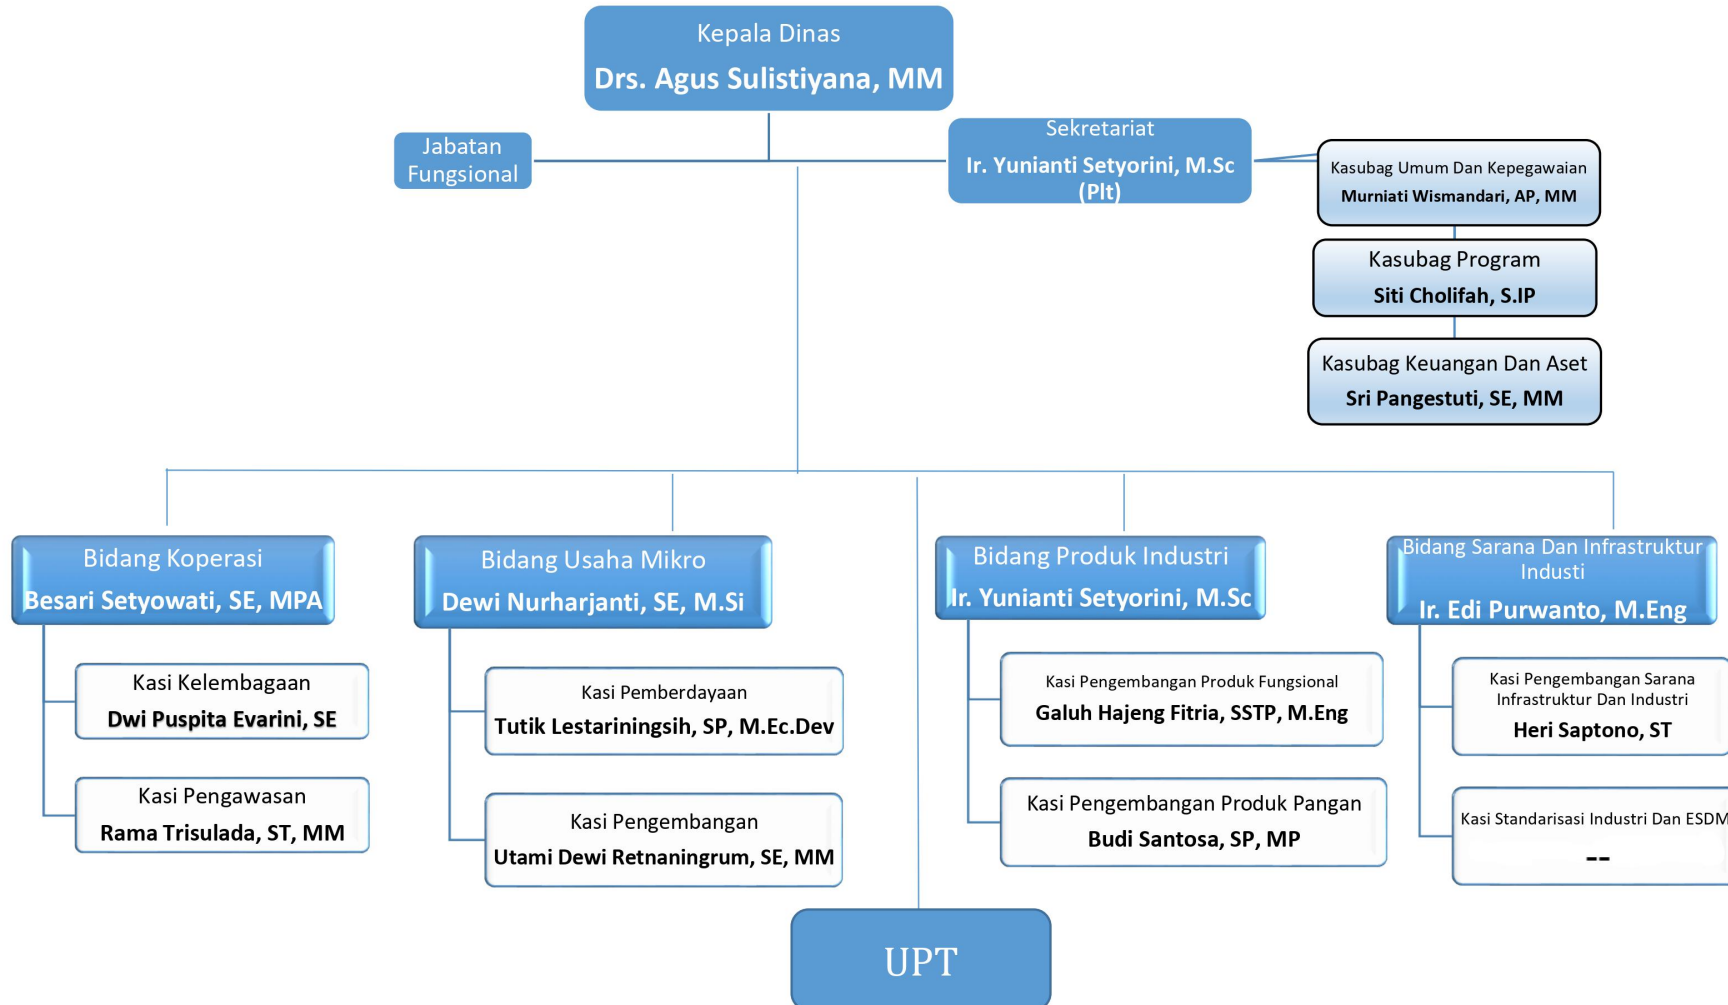 Kepala Dinas
Drs. Agus Sulistiyana, MM
Jabatan
Fungsional
Sekretariat
Ir. Yunianti Setyorini, M.Sc
(Plt)
Kasubag Umum Dan Kepegawaian
Murniati Wismandari, AP, MM
Kasubag Program
Siti Cholifah, S.IP
Kasubag Keuangan Dan Aset
Sri Pangestuti, SE, MM
Bidang Koperasi
Besari Setyowati, SE, MPA
Kasi Kelembagaan
Dwi Puspita Evarini, SE
Kasi Pengawasan
Rama Trisulada, ST, MM
Bidang Usaha Mikro
Dewi Nurharjanti, SE, M.Si
Kasi Pemberdayaan
Tutik Lestariningsih, SP, M.Ec.Dev
Kasi Pengembangan
Utami Dewi Retnaningrum, SE, MM
Bidang Produk Industri
Ir. Yunianti Setyorini, M.Sc
Kasi Pengembangan Produk Fungsional
Galuh Hajeng Fitria, SSTP, M.Eng
Kasi Pengembangan Produk Pangan
Budi Santosa, SP, MP
Bidang Sarana Dan Infrastruktur
Industi
Ir. Edi Purwanto, M.Eng
Kasi Pengembangan Sarana
Infrastruktur Dan Industri
Heri Saptono, ST
Kasi Standarisasi Industri Dan ESDM
--
UPT